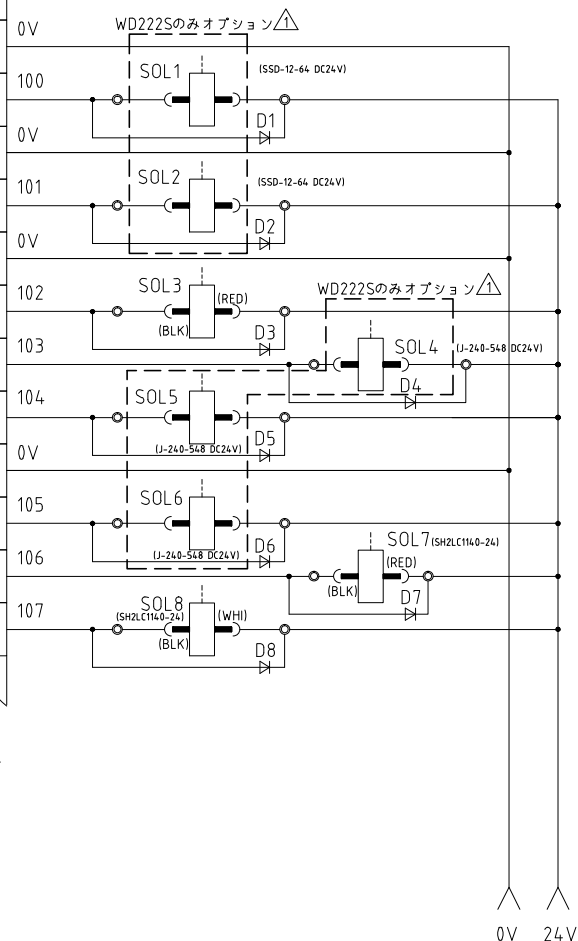 WD222Sのみオプション 1
0V
SOL1 (SSD-12-64 DC24V)
100
D1
0V
SOL2 (SSD-12-64 DC24V)
101
D2
0V
SOL3
102
(RED)
WD222Sのみオプション 1
(BLK)
D3
103
SOL4 (J-240-548 DC24V)
D4
104
SOL5
D5
(J-240-548 DC24V)
0V
SOL6
105
D6
(J-240-548 DC24V)
SOL7 (SH2LC1140-24)
106
(RED)
(BLK)
D7
107
SOL8
(SH2LC1140-24)
(WHI)
(BLK)
D8
0V 24V